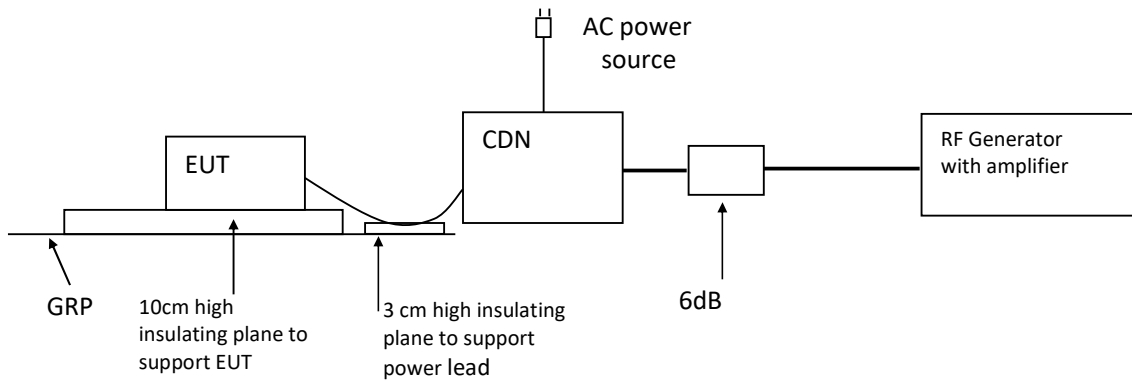 AC power
source
EUT
CDN
RF Generator
with amplifier
GRP
10cm high
insulating plane to
support EUT
3 cm high insulating
plane to support
power lead
6dB